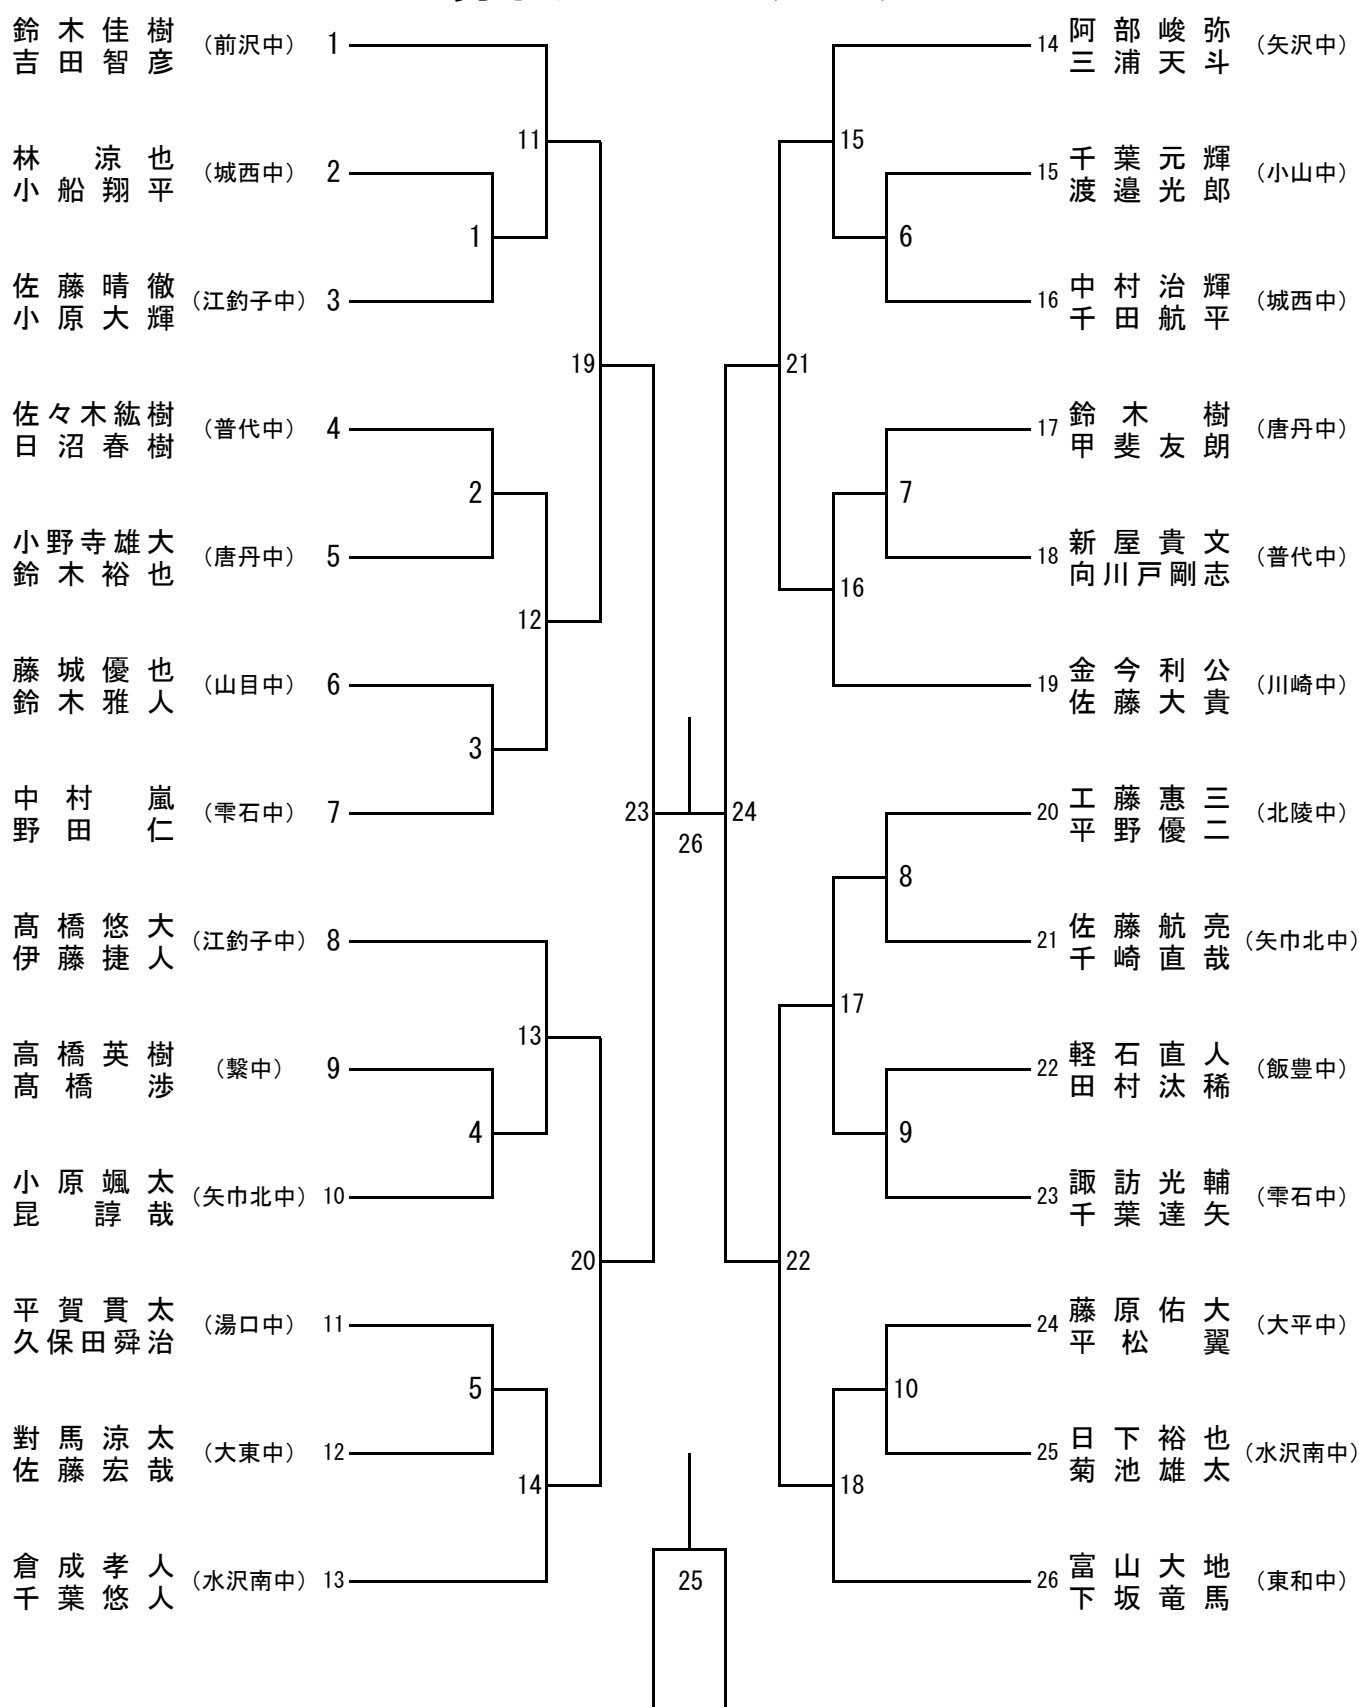 鈴木佳樹
吉田智彦
(前沢中) 1
林 涼也
小船翔平
(城西中) 2
佐藤晴徹
小原大輝
(江釣子中) 3
佐々木紘樹
日沼春樹
(普代中) 4
小野寺雄大
鈴木裕也
(唐丹中) 5
藤城優也
鈴木雅人
(山目中) 6
中村 嵐
野田 仁
(雫石中) 7
髙橋悠大
伊藤捷人
(江釣子中) 8
高橋英樹
髙橋 渉
(繋中) 9
小原颯太
昆 諄哉
(矢巾北中) 10
平賀貫太
久保田舜治
(湯口中) 11
對馬涼太
佐藤宏哉
(大東中) 12
倉成孝人
千葉悠人
(水沢南中) 13
1
2
3
4
5
11
12
13
14
19
20
23
26
25
24
21
22
15
16
17
18
6
7
8
9
10
14 阿部峻弥
三浦天斗
(矢沢中)
15 千葉元輝
渡邉光郎
(小山中)
16 中村治輝
千田航平
(城西中)
17 鈴木 樹
甲斐友朗
(唐丹中)
18 新屋貴文
向川戸剛志
(普代中)
19 金今利公
佐藤大貴
(川崎中)
20 工藤惠三
平野優二
(北陵中)
21 佐藤航亮
千崎直哉
(矢巾北中)
22 軽石直人
田村汰稀
(飯豊中)
23 諏訪光輔
千葉達矢
(雫石中)
24 藤原佑大
平松 翼
(大平中)
25 日下裕也
菊池雄太
(水沢南中)
26 富山大地
下坂竜馬
(東和中)